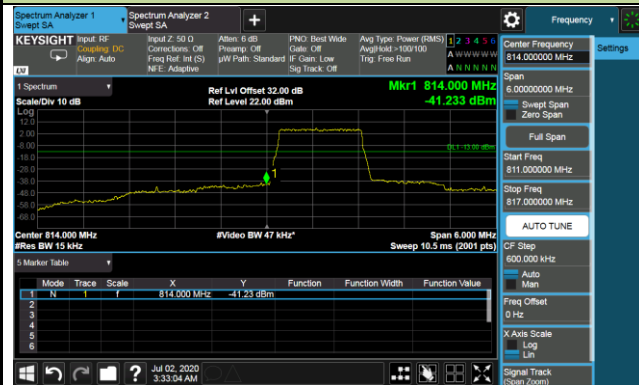 Spectrum Analyzer 1
Swept SA
Spectrum Analyzer 2
Swept SA
+
Frequency
KEYSIGHT
Input: RF
Coupling: DC
Align: Auto
LXI
Input Z: 50 Ω
Corrections: Off
Freq Ref: Int (S)
NFE: Adaptive
Atten: 6 dB
Preamp: Off
µW Path: Standard
PNO: Best Wide
Gate: Off
IF Gain: Low
Sig Track: Off
Avg Type: Power (RMS)
Avg|Hold:>100/100
Trig: Free Run
1 2 3 4 5 6
A W W W W W
A N N N N N
1 Spectrum
Scale/Div 10 dB
Log
Ref Lvl Offset 32.00 dB
Ref Level 22.00 dBm
Mkr1 814.000 MHz
-41.233 dBm
12.0
2.00
-8.00
-18.0
-28.0
-38.0
-48.0
-58.0
-68.0
DL1 -13.00 dBm
1
Center 814.000 MHz
#Res BW 15 kHz
#Video BW 47 kHz*
Span 6.000 MHz
Sweep 10.5 ms (2001 pts)
5 Marker Table
Mode Trace Scale X Y Function Function Width Function Value
1 N 1 f 814.000 MHz -41.23 dBm
2
3
4
5
6
Center Frequency
814.000000 MHz
Span
6.00000000 MHz
Swept Span
Zero Span
Full Span
Start Freq
811.000000 MHz
Stop Freq
817.000000 MHz
AUTO TUNE
CF Step
600.000 kHz
Auto
Man
Freq Offset
0 Hz
X Axis Scale
Log
Lin
Signal Track
(Span Zoom)
Settings
?
Jul 02, 2020
3:33:04 AM